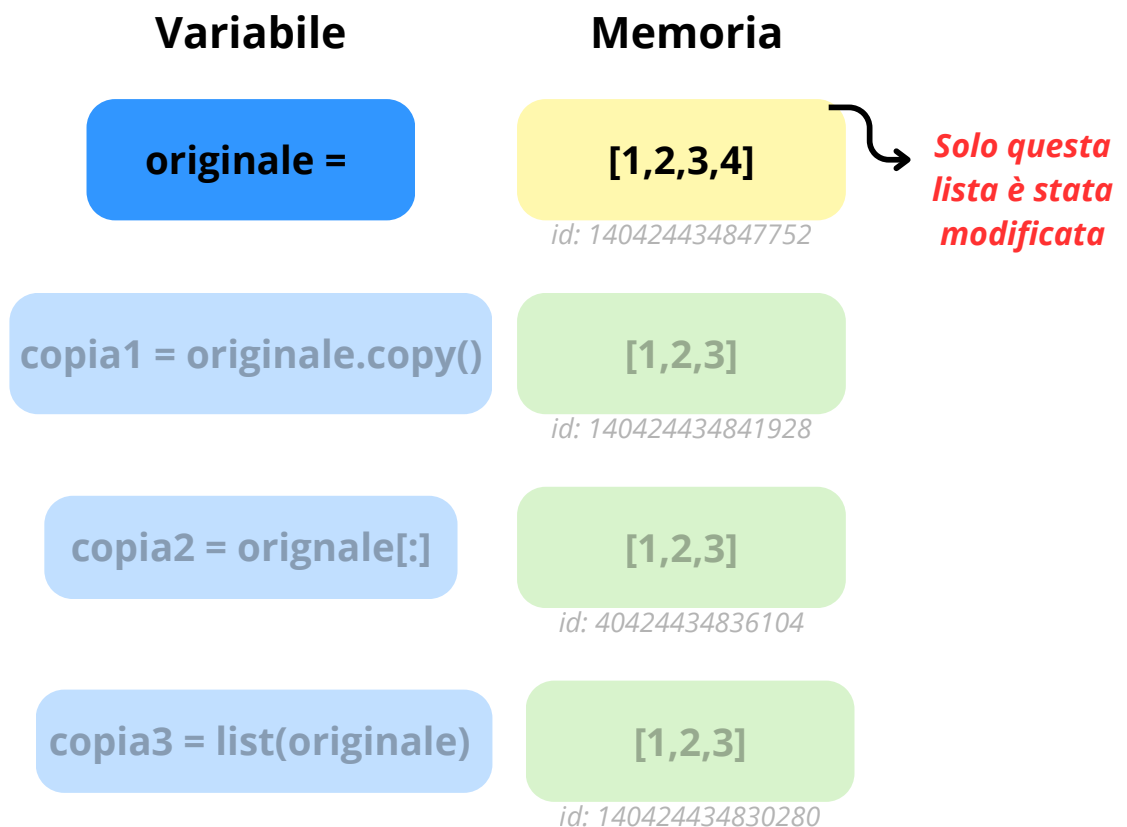 Variabile Memoria
originale = [1,2,3,4]
Solo questa
lista è stata
modificata
id: 140424434847752
copia1 = originale.copy() [1,2,3]
id: 140424434841928
copia2 = orignale[:] [1,2,3]
id: 40424434836104
copia3 = list(originale) [1,2,3]
id: 140424434830280